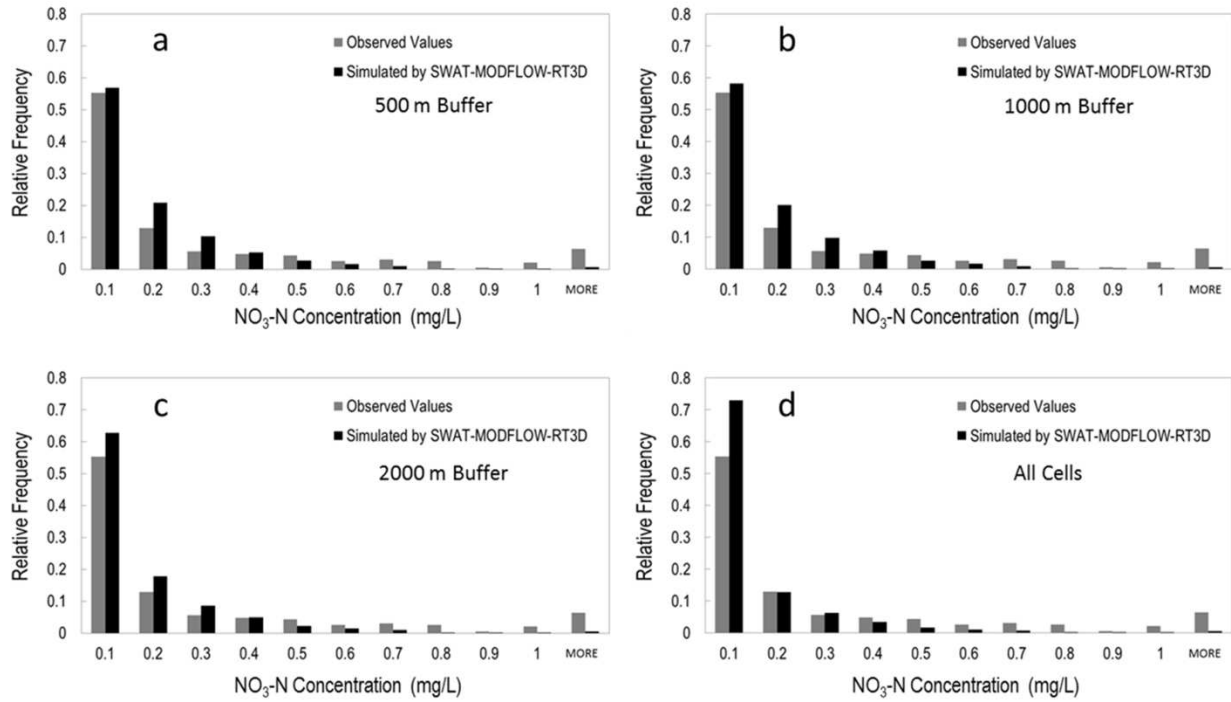 a
Observed Values
Simulated by SWAT-MODFLOW-RT3D
500 m Buffer
Relative Frequency
0.8
0.7
0.6
0.5
0.4
0.3
0.2
0.1
0
0.1 0.2 0.3 0.4 0.5 0.6 0.7 0.8 0.9 1 MORE
NO₃-N Concentration (mg/L)
b
Observed Values
Simulated by SWAT-MODFLOW-RT3D
1000 m Buffer
Relative Frequency
0.8
0.7
0.6
0.5
0.4
0.3
0.2
0.1
0
0.1 0.2 0.3 0.4 0.5 0.6 0.7 0.8 0.9 1 MORE
NO₃-N Concentration (mg/L)
c
Observed Values
Simulated by SWAT-MODFLOW-RT3D
2000 m Buffer
Relative Frequency
0.8
0.7
0.6
0.5
0.4
0.3
0.2
0.1
0
0.1 0.2 0.3 0.4 0.5 0.6 0.7 0.8 0.9 1 MORE
NO₃-N Concentration (mg/L)
d
Observed Values
Simulated by SWAT-MODFLOW-RT3D
All Cells
Relative Frequency
0.8
0.7
0.6
0.5
0.4
0.3
0.2
0.1
0
0.1 0.2 0.3 0.4 0.5 0.6 0.7 0.8 0.9 1 MORE
NO₃-N Concentration (mg/L)